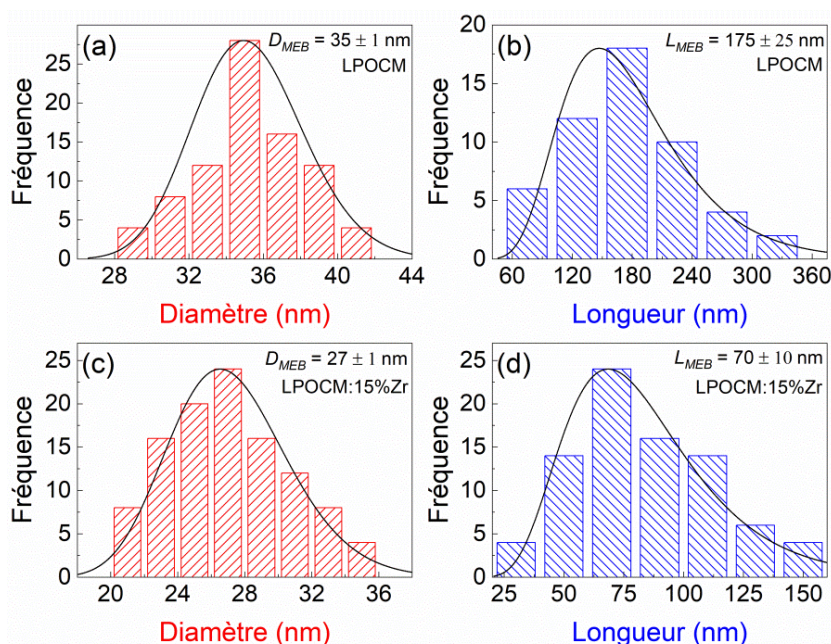 (a)
D_MEB = 35 ± 1 nm
LPOCM
Fréquence
25
20
15
10
5
0
28 32 36 40 44
Diamètre (nm)
(b)
L_MEB = 175 ± 25 nm
LPOCM
Fréquence
20
15
10
5
0
60 120 180 240 300 360
Longueur (nm)
(c)
D_MEB = 27 ± 1 nm
LPOCM:15%Zr
Fréquence
25
20
15
10
5
0
20 24 28 32 36
Diamètre (nm)
(d)
L_MEB = 70 ± 10 nm
LPOCM:15%Zr
Fréquence
25
20
15
10
5
0
25 50 75 100 125 150
Longueur (nm)